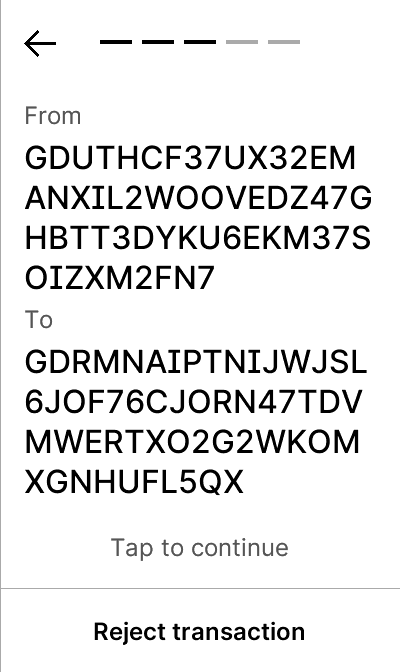 From
GDUTHCF37UX32EM
ANXIL2WOOVEDZ47G
HBTT3DYKU6EKM37S
OIZXM2FN7
To
GDRMNAIPTNIJWJSL
6JOF76CJORN47TDV
MWERTXO2G2WKOM
XGNHUFL5QX
Tap to continue
Reject transaction